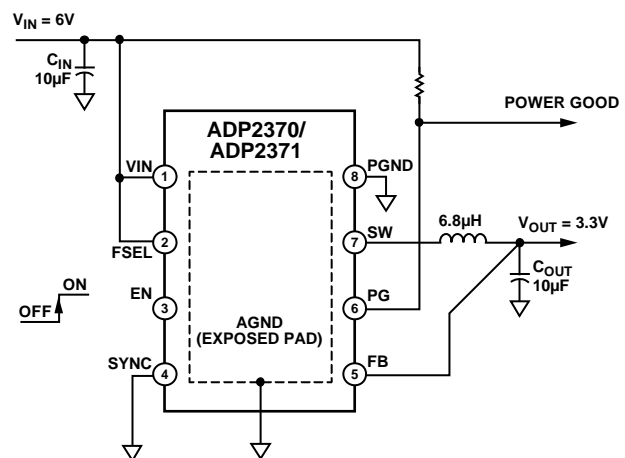 V_IN = 6V
C_IN
10µF
POWER GOOD
ADP2370/
ADP2371
VIN
1
8
PGND
6.8µH
V_OUT = 3.3V
2
FSEL
7
SW
C_OUT
10µF
ON
OFF
EN
3
6
PG
AGND
(EXPOSED PAD)
SYNC
4
5
FB